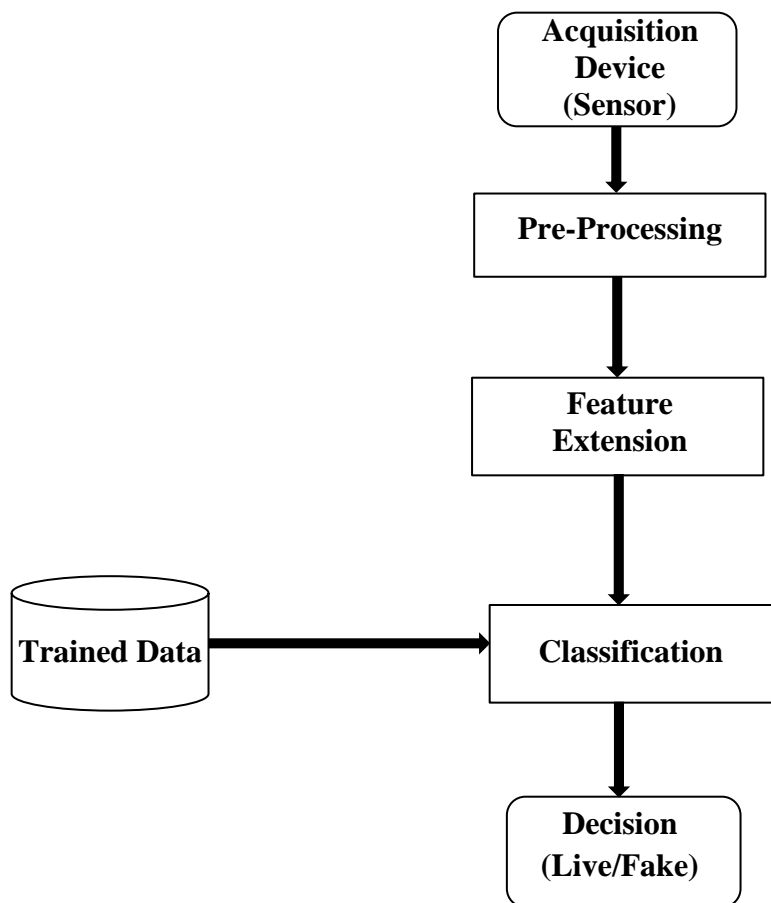 Acquisition
Device
(Sensor)
Pre-Processing
Feature
Extension
Trained Data
Classification
Decision
(Live/Fake)